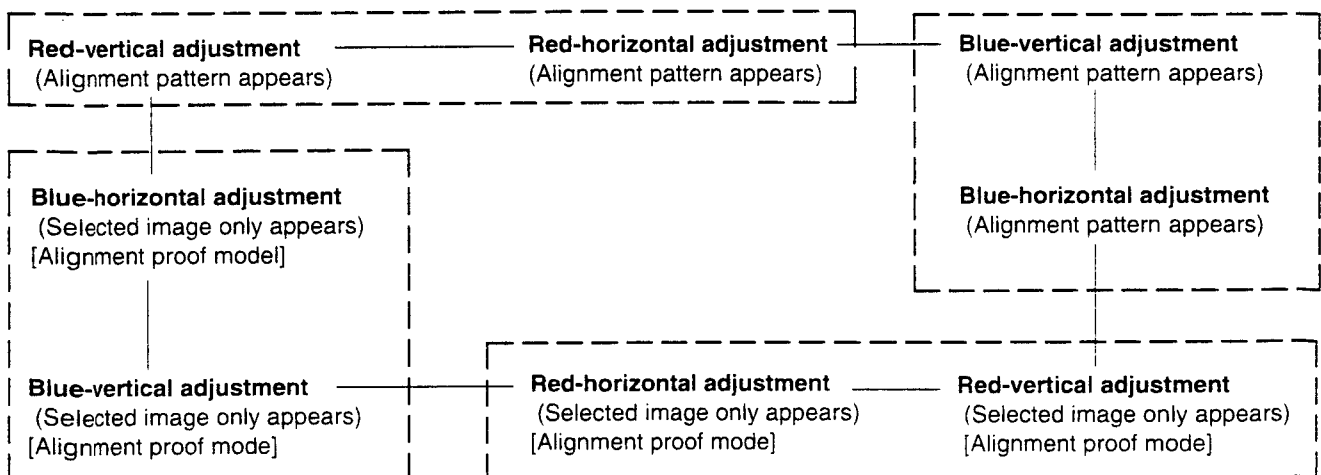 Red-vertical adjustment
(Alignment pattern appears)
Red-horizontal adjustment
(Alignment pattern appears)
Blue-vertical adjustment
(Alignment pattern appears)
Blue-horizontal adjustment
(Selected image only appears)
[Alignment proof model]
Blue-horizontal adjustment
(Alignment pattern appears)
Blue-vertical adjustment
(Selected image only appears)
[Alignment proof mode]
Red-horizontal adjustment
(Selected image only appears)
[Alignment proof mode]
Red-vertical adjustment
(Selected image only appears)
[Alignment proof mode]